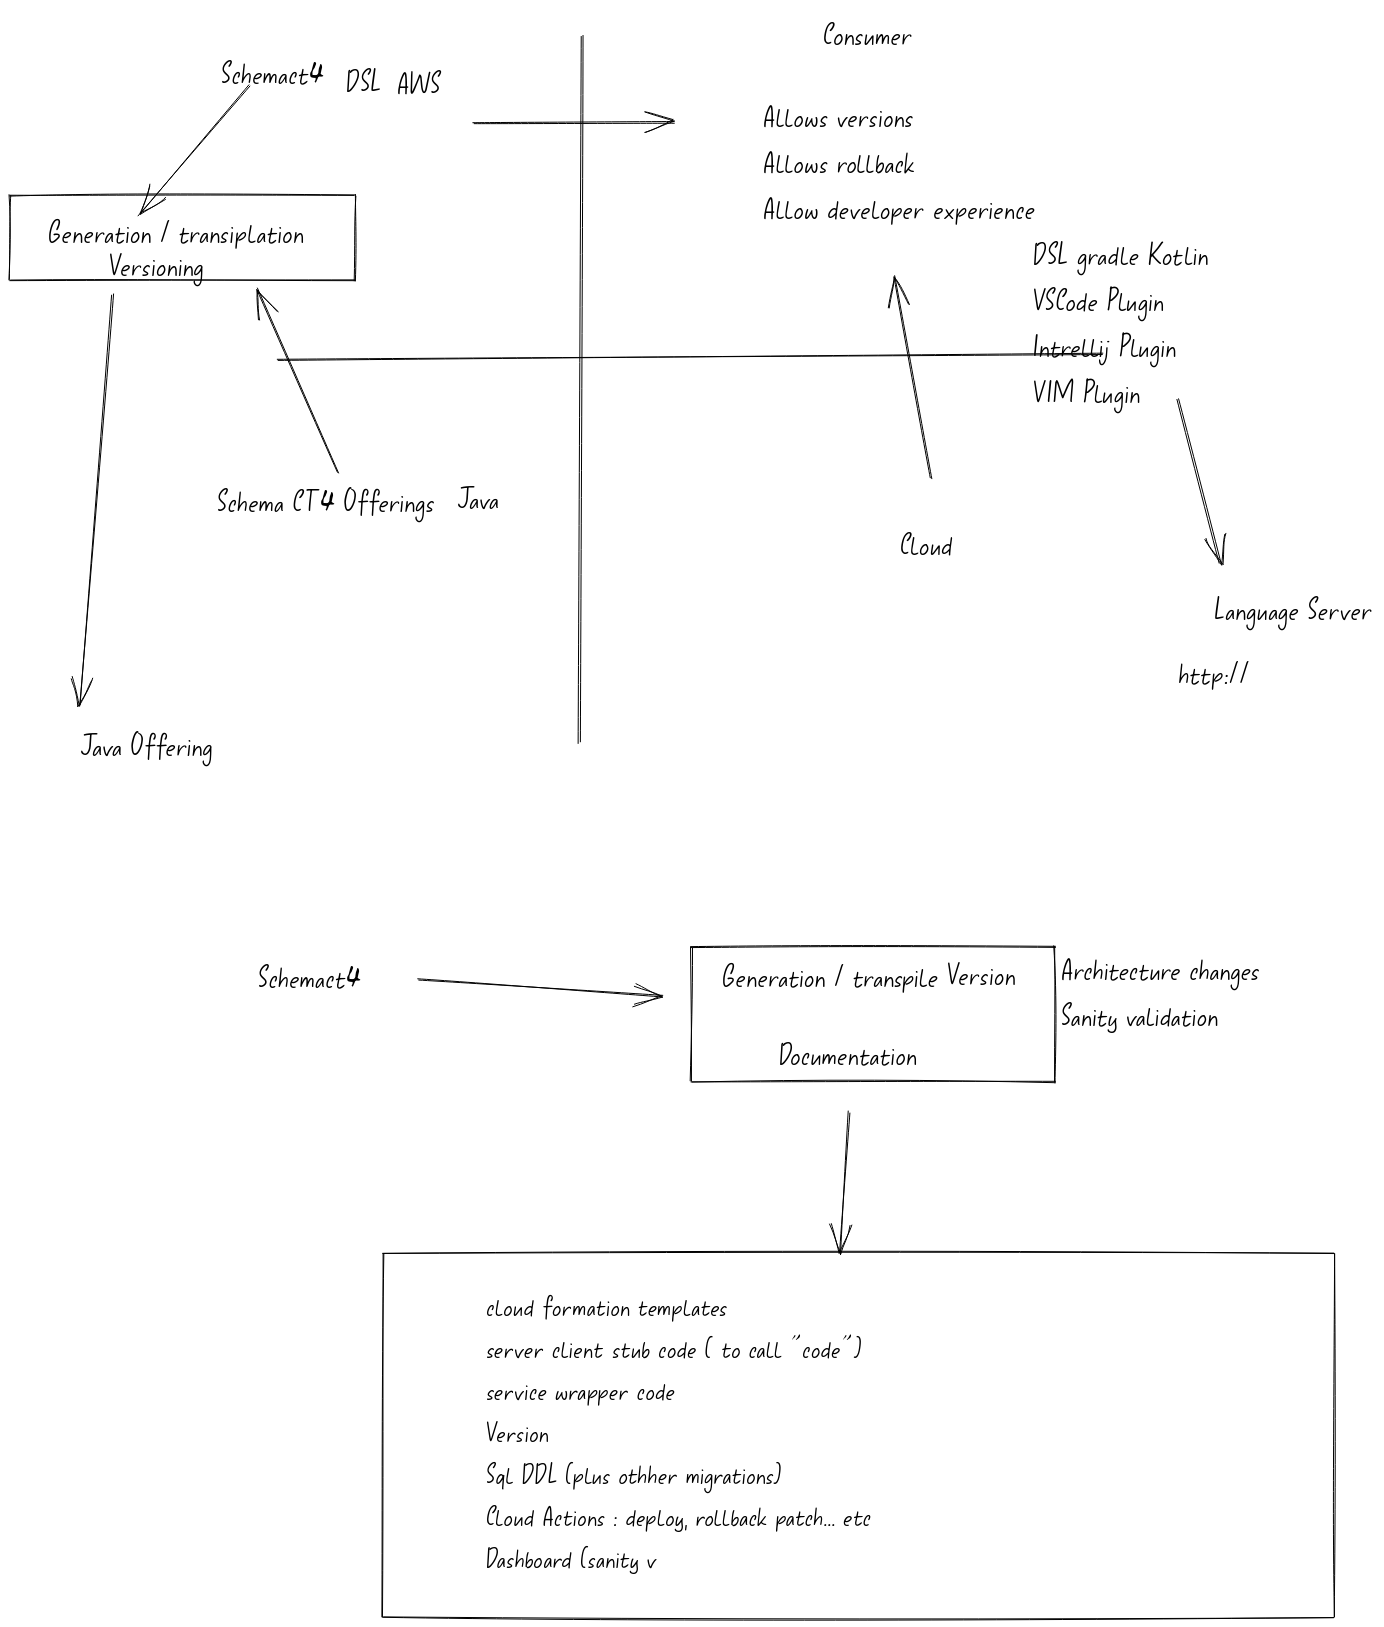 Consumer
Schemact4 DSL AWS
Allows versions
Allows rollback
Allow developer experience
Generation / transiplation
Versioning
DSL gradle Kotlin
VSCode Plugin
Intrellij Plugin
VIM Plugin
Schema CT4 Offerings Java
Cloud
Language Server
http://
Java Offering
Schemact4
Generation / transpile Version
Documentation
Architecture changes
Sanity validation
cloud formation templates
server client stub code ( to call "code")
service wrapper code
Version
Sql DDL (plus othher migrations)
Cloud Actions : deploy, rollback patch... etc
Dashboard (sanity v